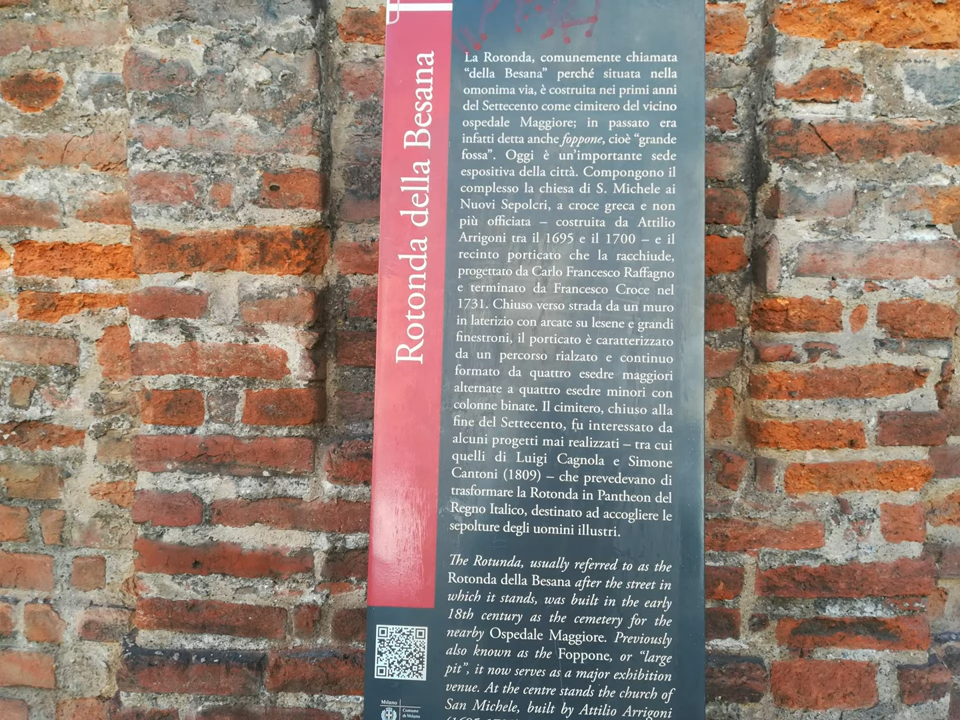 Rotonda della Besana
La Rotonda, comunemente chiamata
“della Besana” perché situata nella
omonima via, è costruita nei primi anni
del Settecento come cimitero del vicino
ospedale Maggiore; in passato era
infatti detta anche foppone, cioè “grande
fossa”. Oggi è un’importante sede
espositiva della città. Compongono il
complesso la chiesa di S. Michele ai
Nuovi Sepolcri, a croce greca e non
più officiata – costruita da Attilio
Arrigoni tra il 1695 e il 1700 – e il
recinto porticato che la racchiude,
progettato da Carlo Francesco Raffagno
e terminato da Francesco Croce nel
1731. Chiuso verso strada da un muro
in laterizio con arcate su lesene e grandi
finestroni, il porticato è caratterizzato
da un percorso rialzato e continuo
formato da quattro esedre maggiori
alternate a quattro esedre minori con
colonne binate. Il cimitero, chiuso alla
fine del Settecento, fu interessato da
alcuni progetti mai realizzati – tra cui
quelli di Luigi Cagnola e Simone
Cantoni (1809) – che prevedevano di
trasformare la Rotonda in Pantheon del
Regno Italico, destinato ad accogliere le
sepolture degli uomini illustri.
The Rotunda, usually referred to as the
Rotonda della Besana after the street in
which it stands, was built in the early
18th century as the cemetery for the
nearby Ospedale Maggiore. Previously
also known as the Foppone, or “large
pit”, it now serves as a major exhibition
venue. At the centre stands the church of
San Michele, built by Attilio Arrigoni
Milano
Comune
di Milano